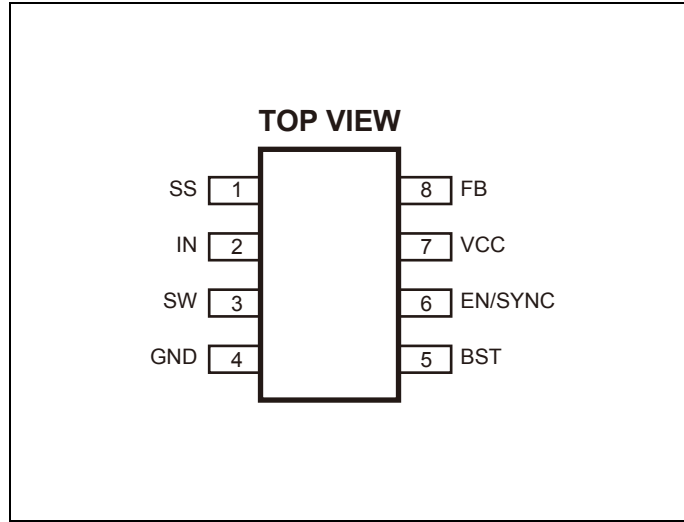 TOP VIEW
SS 1 8 FB
IN 2 7 VCC
SW 3 6 EN/SYNC
GND 4 5 BST